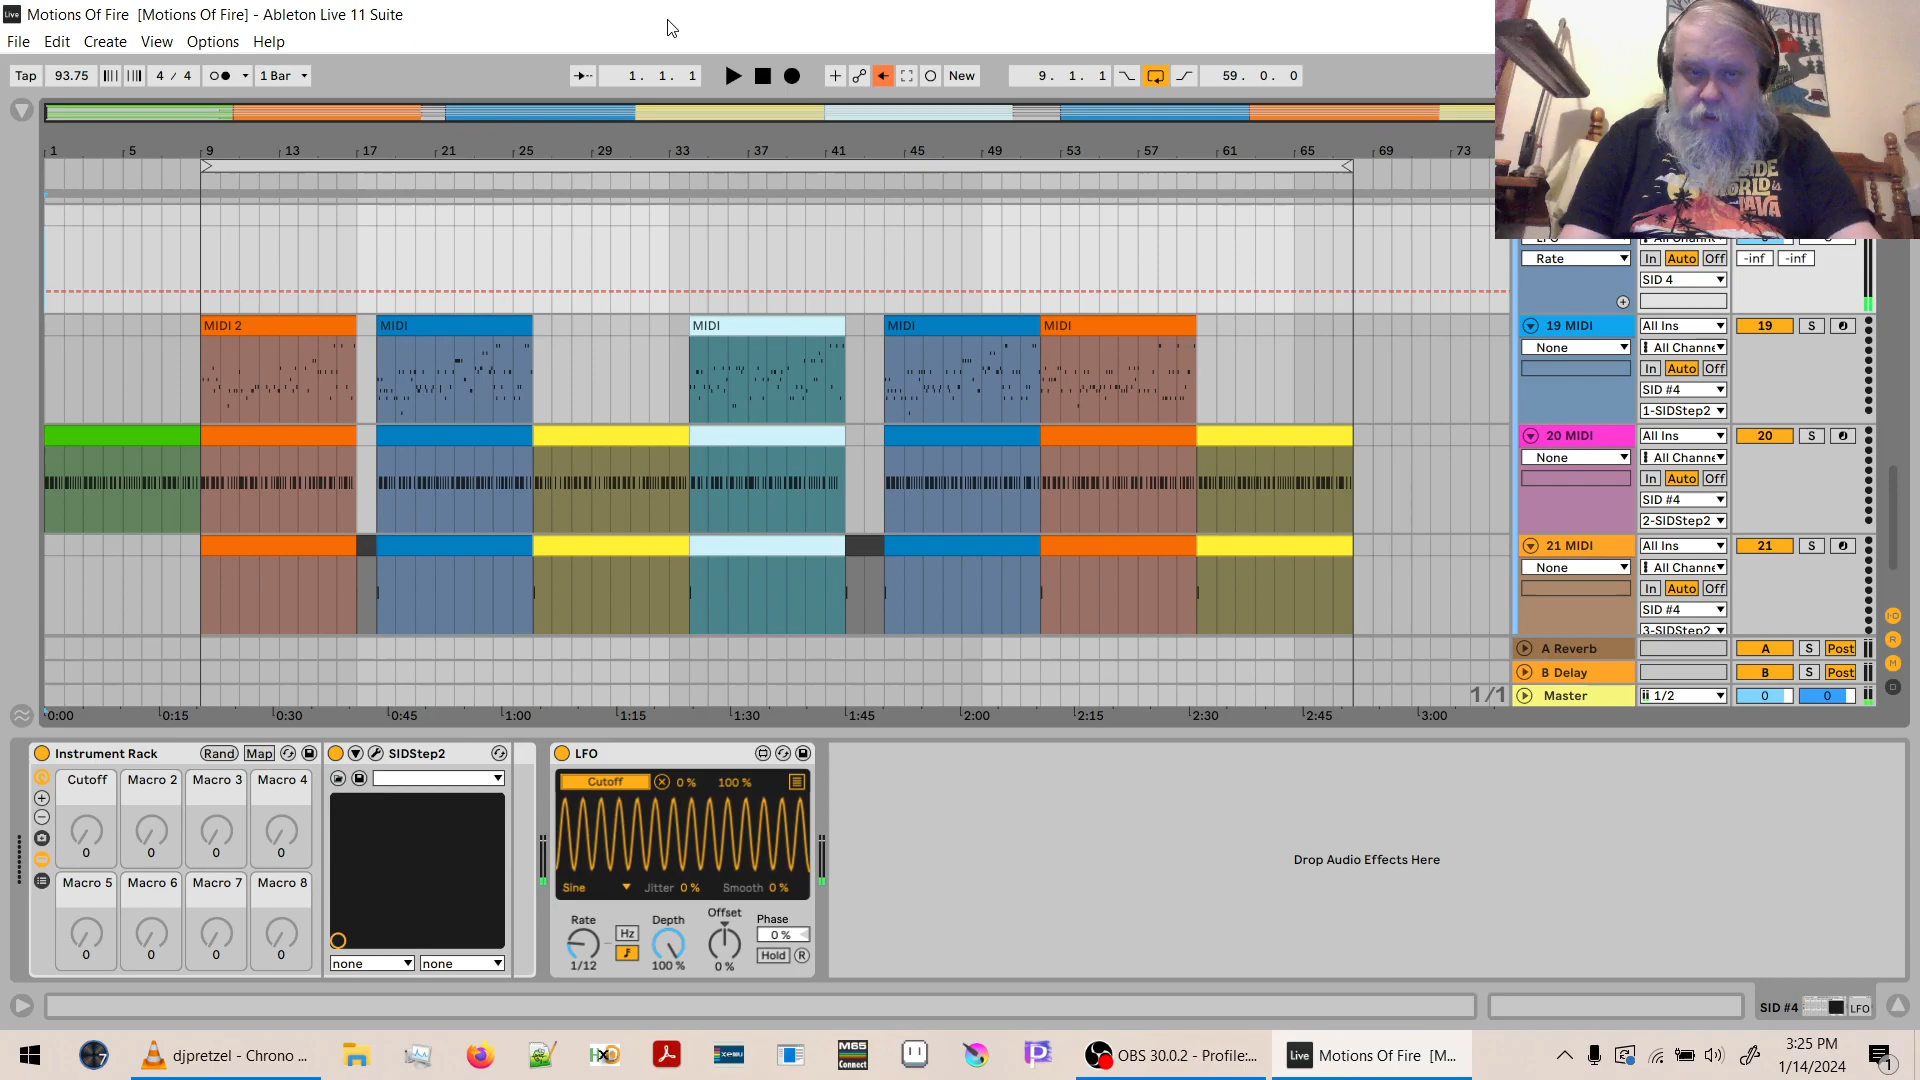 Motions Of Fire  [Motions Of Fire] - Ableton Live 11 Suite
File Edit Create View Options Help
Tap 93.75 4 / 4 1 Bar 1. 1. 1 New 9. 1. 1 59. 0. 0
1 5 9 13 17 21 25 29 33 37 41 45 49 53 57 61 65 69 73
SIDE
WORLD is
LAVA
Rate In Auto Off -inf -inf
SID 4
MIDI 2 MIDI MIDI MIDI MIDI
19 MIDI All Ins 19 S
None All Channe
In Auto Off
SID #4
1-SIDStep2
20 MIDI All Ins 20 S
None All Channe
In Auto Off
SID #4
2-SIDStep2
21 MIDI All Ins 21 S
None All Channe
In Auto Off
SID #4
3-SIDStep2
A Reverb A S Post
B Delay B S Post
1/1 Master 1/2 0 0
0:00 0:15 0:30 0:45 1:00 1:15 1:30 1:45 2:00 2:15 2:30 2:45 3:00
Instrument Rack Rand Map SIDStep2 LFO
Cutoff Macro 2 Macro 3 Macro 4
0 0 0 0
Macro 5 Macro 6 Macro 7 Macro 8
0 0 0 0
none none
Cutoff 0 % 100 %
Sine Jitter 0 % Smooth 0 %
Rate Hz Depth Offset Phase
0 %
Hold R
1/12 100 % 0 %
Drop Audio Effects Here
SID #4 LFO
djpretzel - Chrono ...
M65
Connect
OBS 30.0.2 - Profile:...
Live Motions Of Fire  [M...
3:25 PM
1/14/2024
1